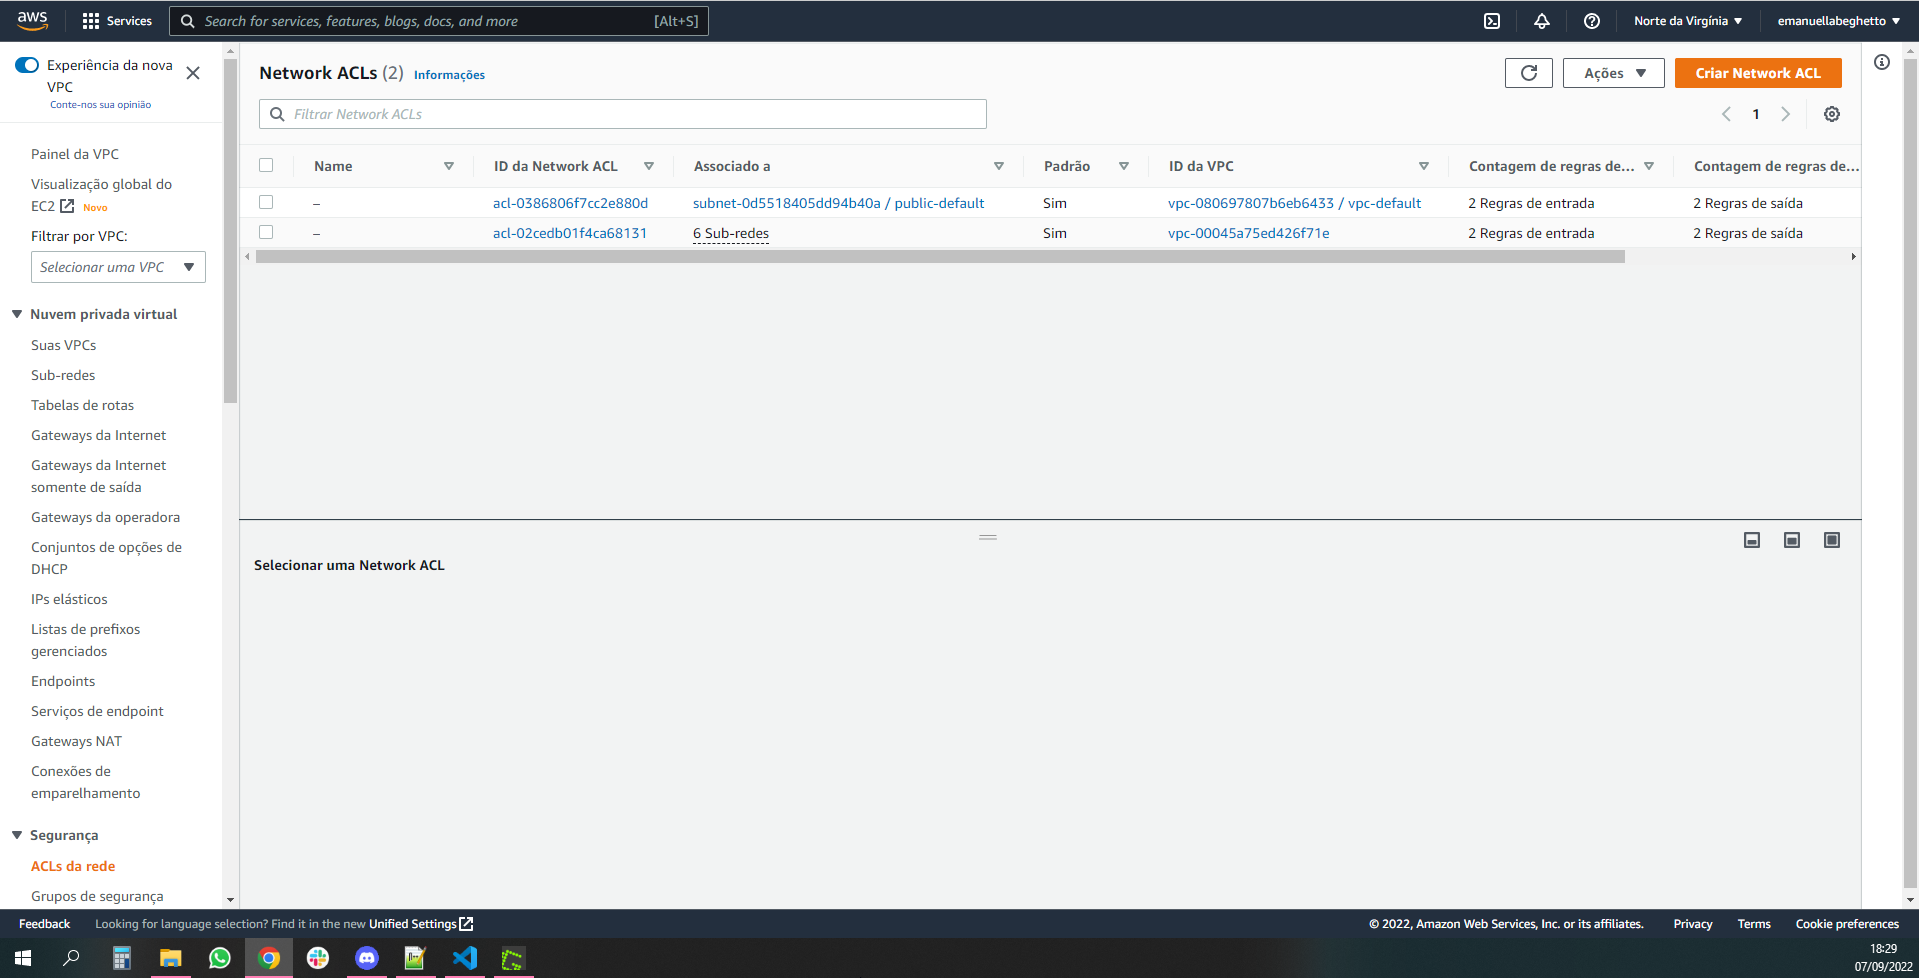 aws
Services
Search for services, features, blogs, docs, and more
[Alt+S]
Norte da Virgínia
emanuellabeghetto
Experiência da nova
VPC
Conte-nos sua opinião
Painel da VPC
Visualização global do
EC2 Novo
Filtrar por VPC:
Selecionar uma VPC
Nuvem privada virtual
Suas VPCs
Sub-redes
Tabelas de rotas
Gateways da Internet
Gateways da Internet
somente de saída
Gateways da operadora
Conjuntos de opções de
DHCP
IPs elásticos
Listas de prefixos
gerenciados
Endpoints
Serviços de endpoint
Gateways NAT
Conexões de
emparelhamento
Segurança
ACLs da rede
Grupos de segurança
Network ACLs (2) Informações
Ações
Criar Network ACL
Filtrar Network ACLs
1
Name ID da Network ACL Associado a Padrão ID da VPC Contagem de regras de... Contagem de regras de...
– acl-0386806f7cc2e880d subnet-0d5518405dd94b40a / public-default Sim vpc-080697807b6eb6433 / vpc-default 2 Regras de entrada 2 Regras de saída
– acl-02cedb01f4ca68131 6 Sub-redes Sim vpc-00045a75ed426f71e 2 Regras de entrada 2 Regras de saída
Selecionar uma Network ACL
Feedback Looking for language selection? Find it in the new Unified Settings
© 2022, Amazon Web Services, Inc. or its affiliates. Privacy Terms Cookie preferences
18:29
07/09/2022